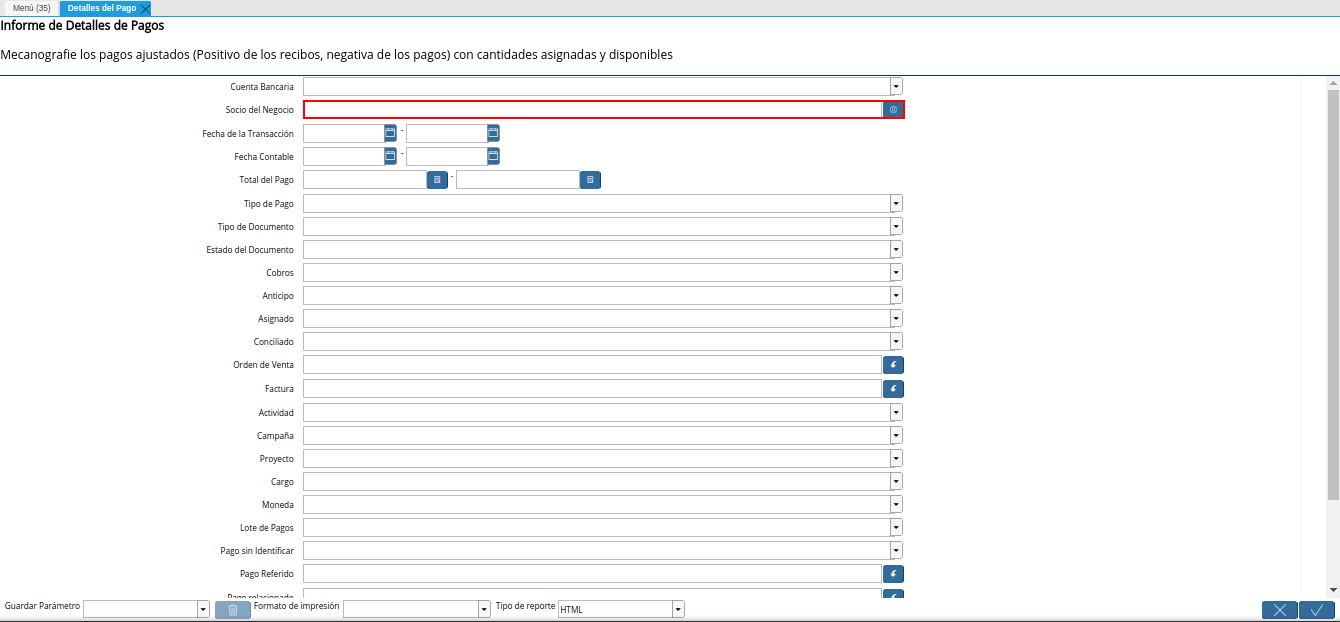 Menú (35)
Detalles del Pago
Informe de Detalles de Pagos
Mecanografie los pagos ajustados (Positivo de los recibos, negativa de los pagos) con cantidades asignadas y disponibles
Cuenta Bancaria
Socio del Negocio
Fecha de la Transacción -
Fecha Contable -
Total del Pago -
Tipo de Pago
Tipo de Documento
Estado del Documento
Cobros
Anticipo
Asignado
Conciliado
Orden de Venta
Factura
Actividad
Campaña
Proyecto
Cargo
Moneda
Lote de Pagos
Pago sin Identificar
Pago Referido
Pago relacionado
Guardar Parámetro Formato de impresión Tipo de reporte HTML